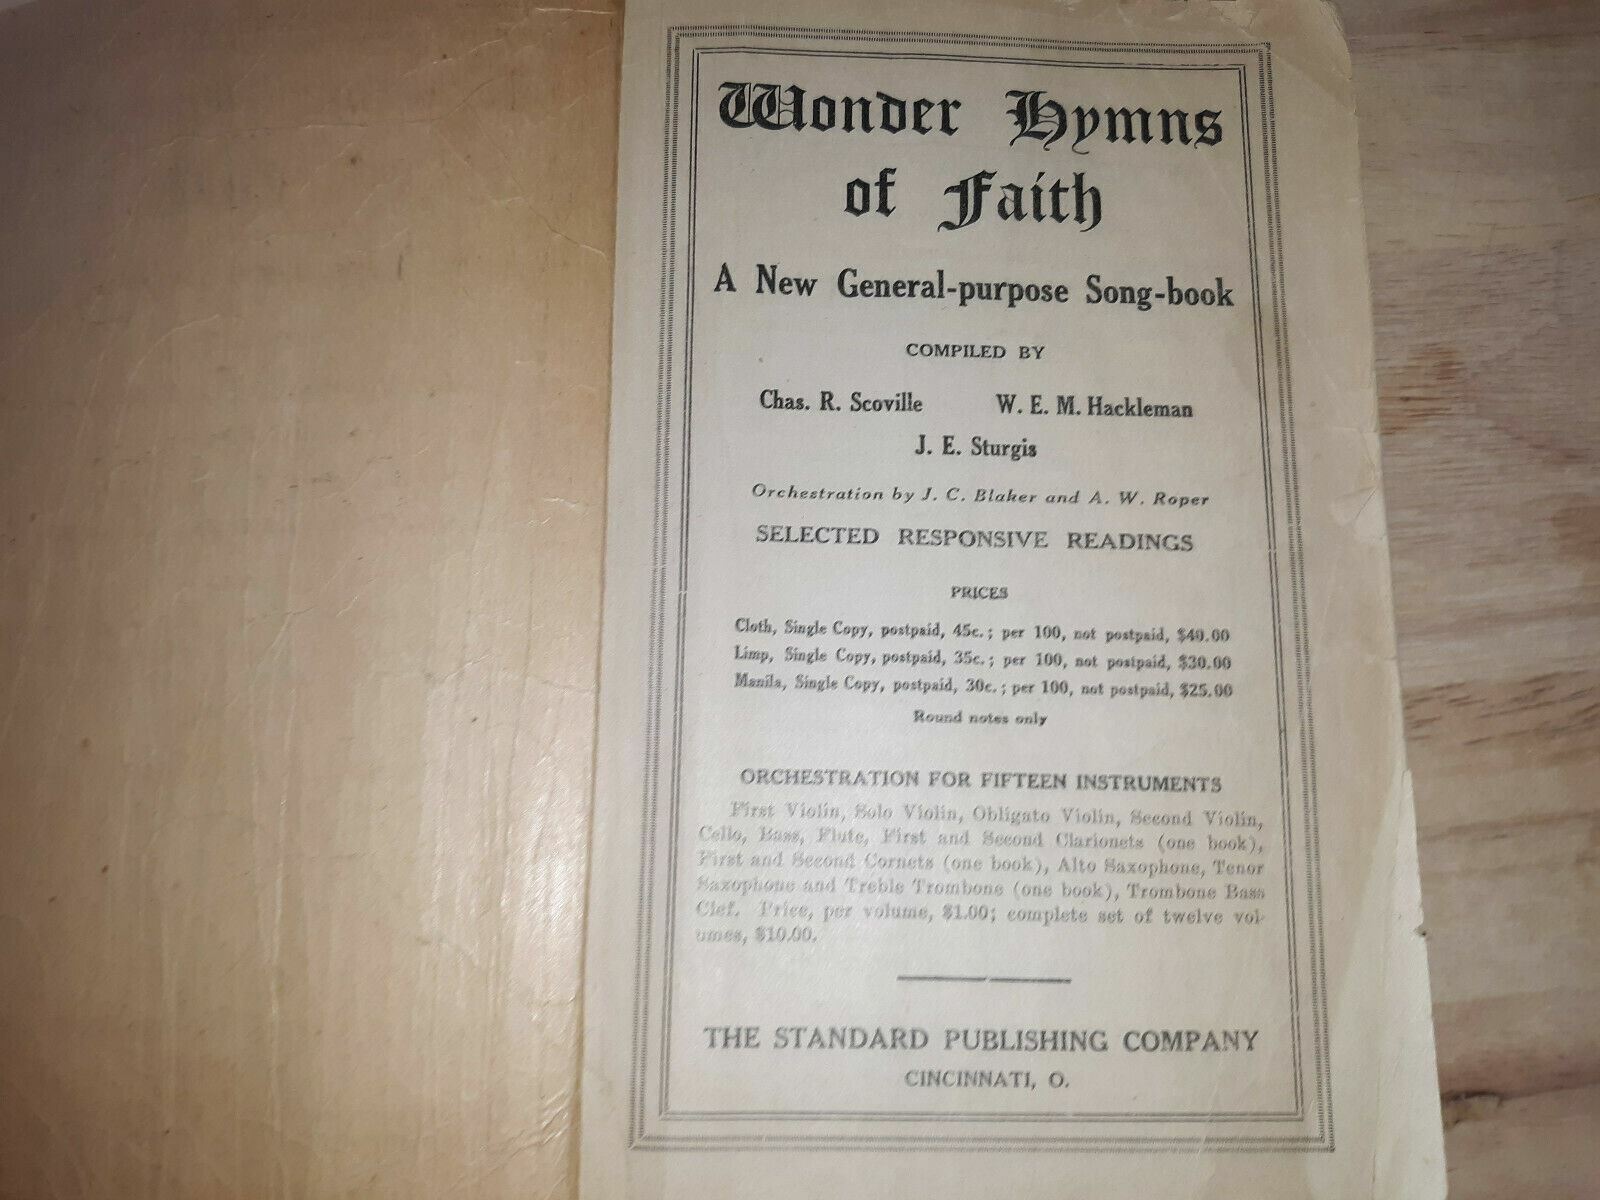 Wonder Hymns
of Faith
A New General-purpose Song-book
COMPILED BY
Chas. R. Scoville W. E. M. Hackleman
J. E. Sturgis
Orchestration by J. C. Blaker and A. W. Roper
SELECTED RESPONSIVE READINGS
PRICES
Cloth, Single Copy, postpaid, 45c.; per 100, not postpaid, $40.00
Limp, Single Copy, postpaid, 35c.; per 100, not postpaid, $30.00
Manila, Single Copy, postpaid, 30c.; per 100, not postpaid, $25.00
Round notes only
ORCHESTRATION FOR FIFTEEN INSTRUMENTS
First Violin, Solo Violin, Obligato Violin, Second Violin,
Cello, Bass, Flute, First and Second Clarionets (one book),
First and Second Cornets (one book), Alto Saxophone, Tenor
Saxophone and Treble Trombone (one book), Trombone Bass
Clef. Price, per volume, $1.00; complete set of twelve vol-
umes, $10.00.
THE STANDARD PUBLISHING COMPANY
CINCINNATI, O.